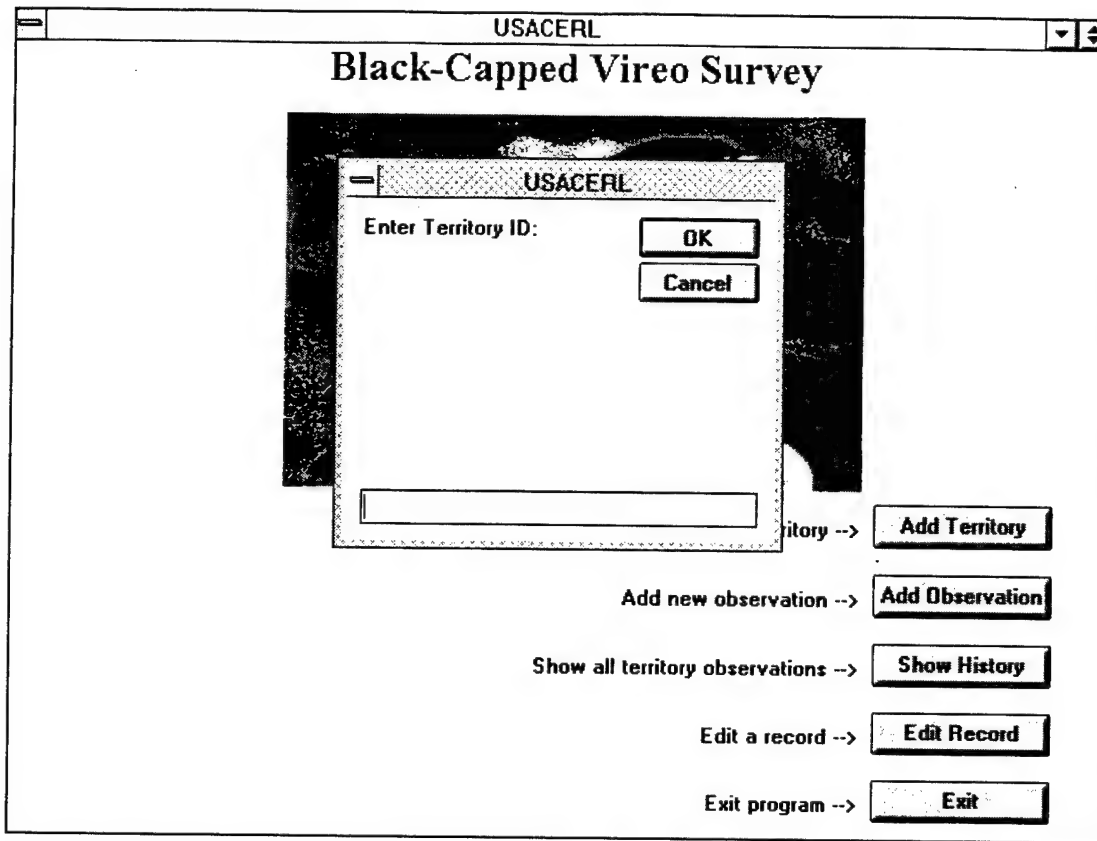 USACERL
Black-Capped Vireo Survey
USACERL
Enter Territory ID:
OK
Cancel
ritory --> Add Territory
Add new observation --> Add Observation
Show all territory observations --> Show History
Edit a record --> Edit Record
Exit program --> Exit